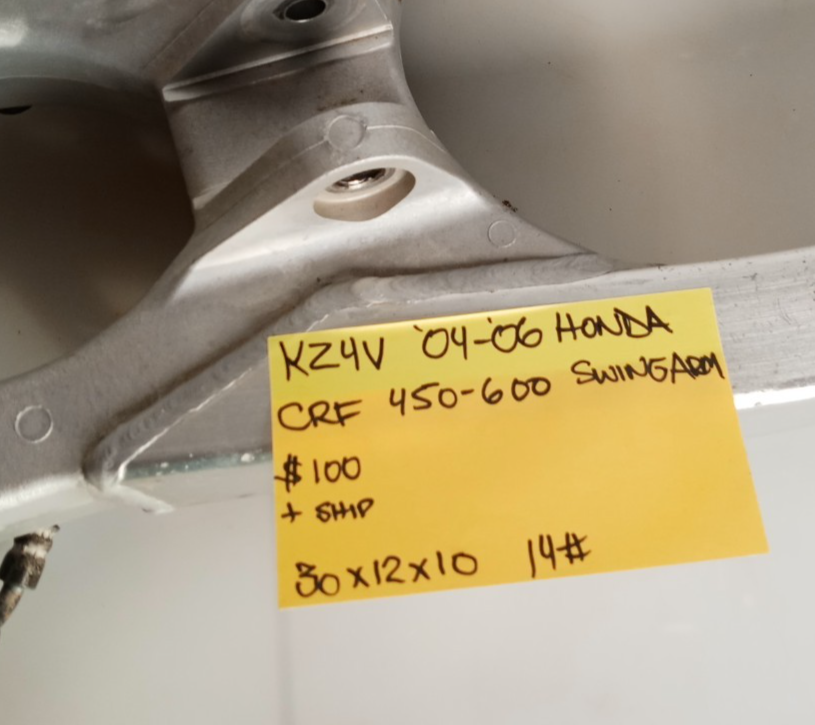 KZ4V '04-'06 HONDA
CRF 450-600 SWINGARM
$100
+ SHIP
30x12x10 14#